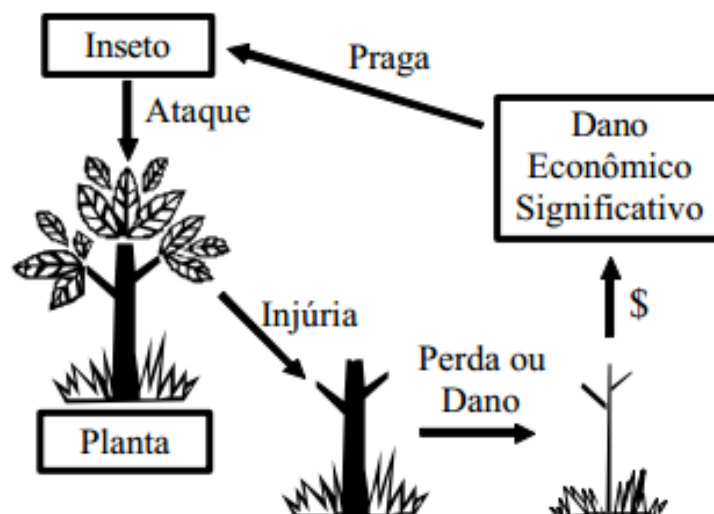 Inseto
Praga
Ataque
Dano
Econômico
Significativo
$
Injúria
Perda ou
Dano
Planta